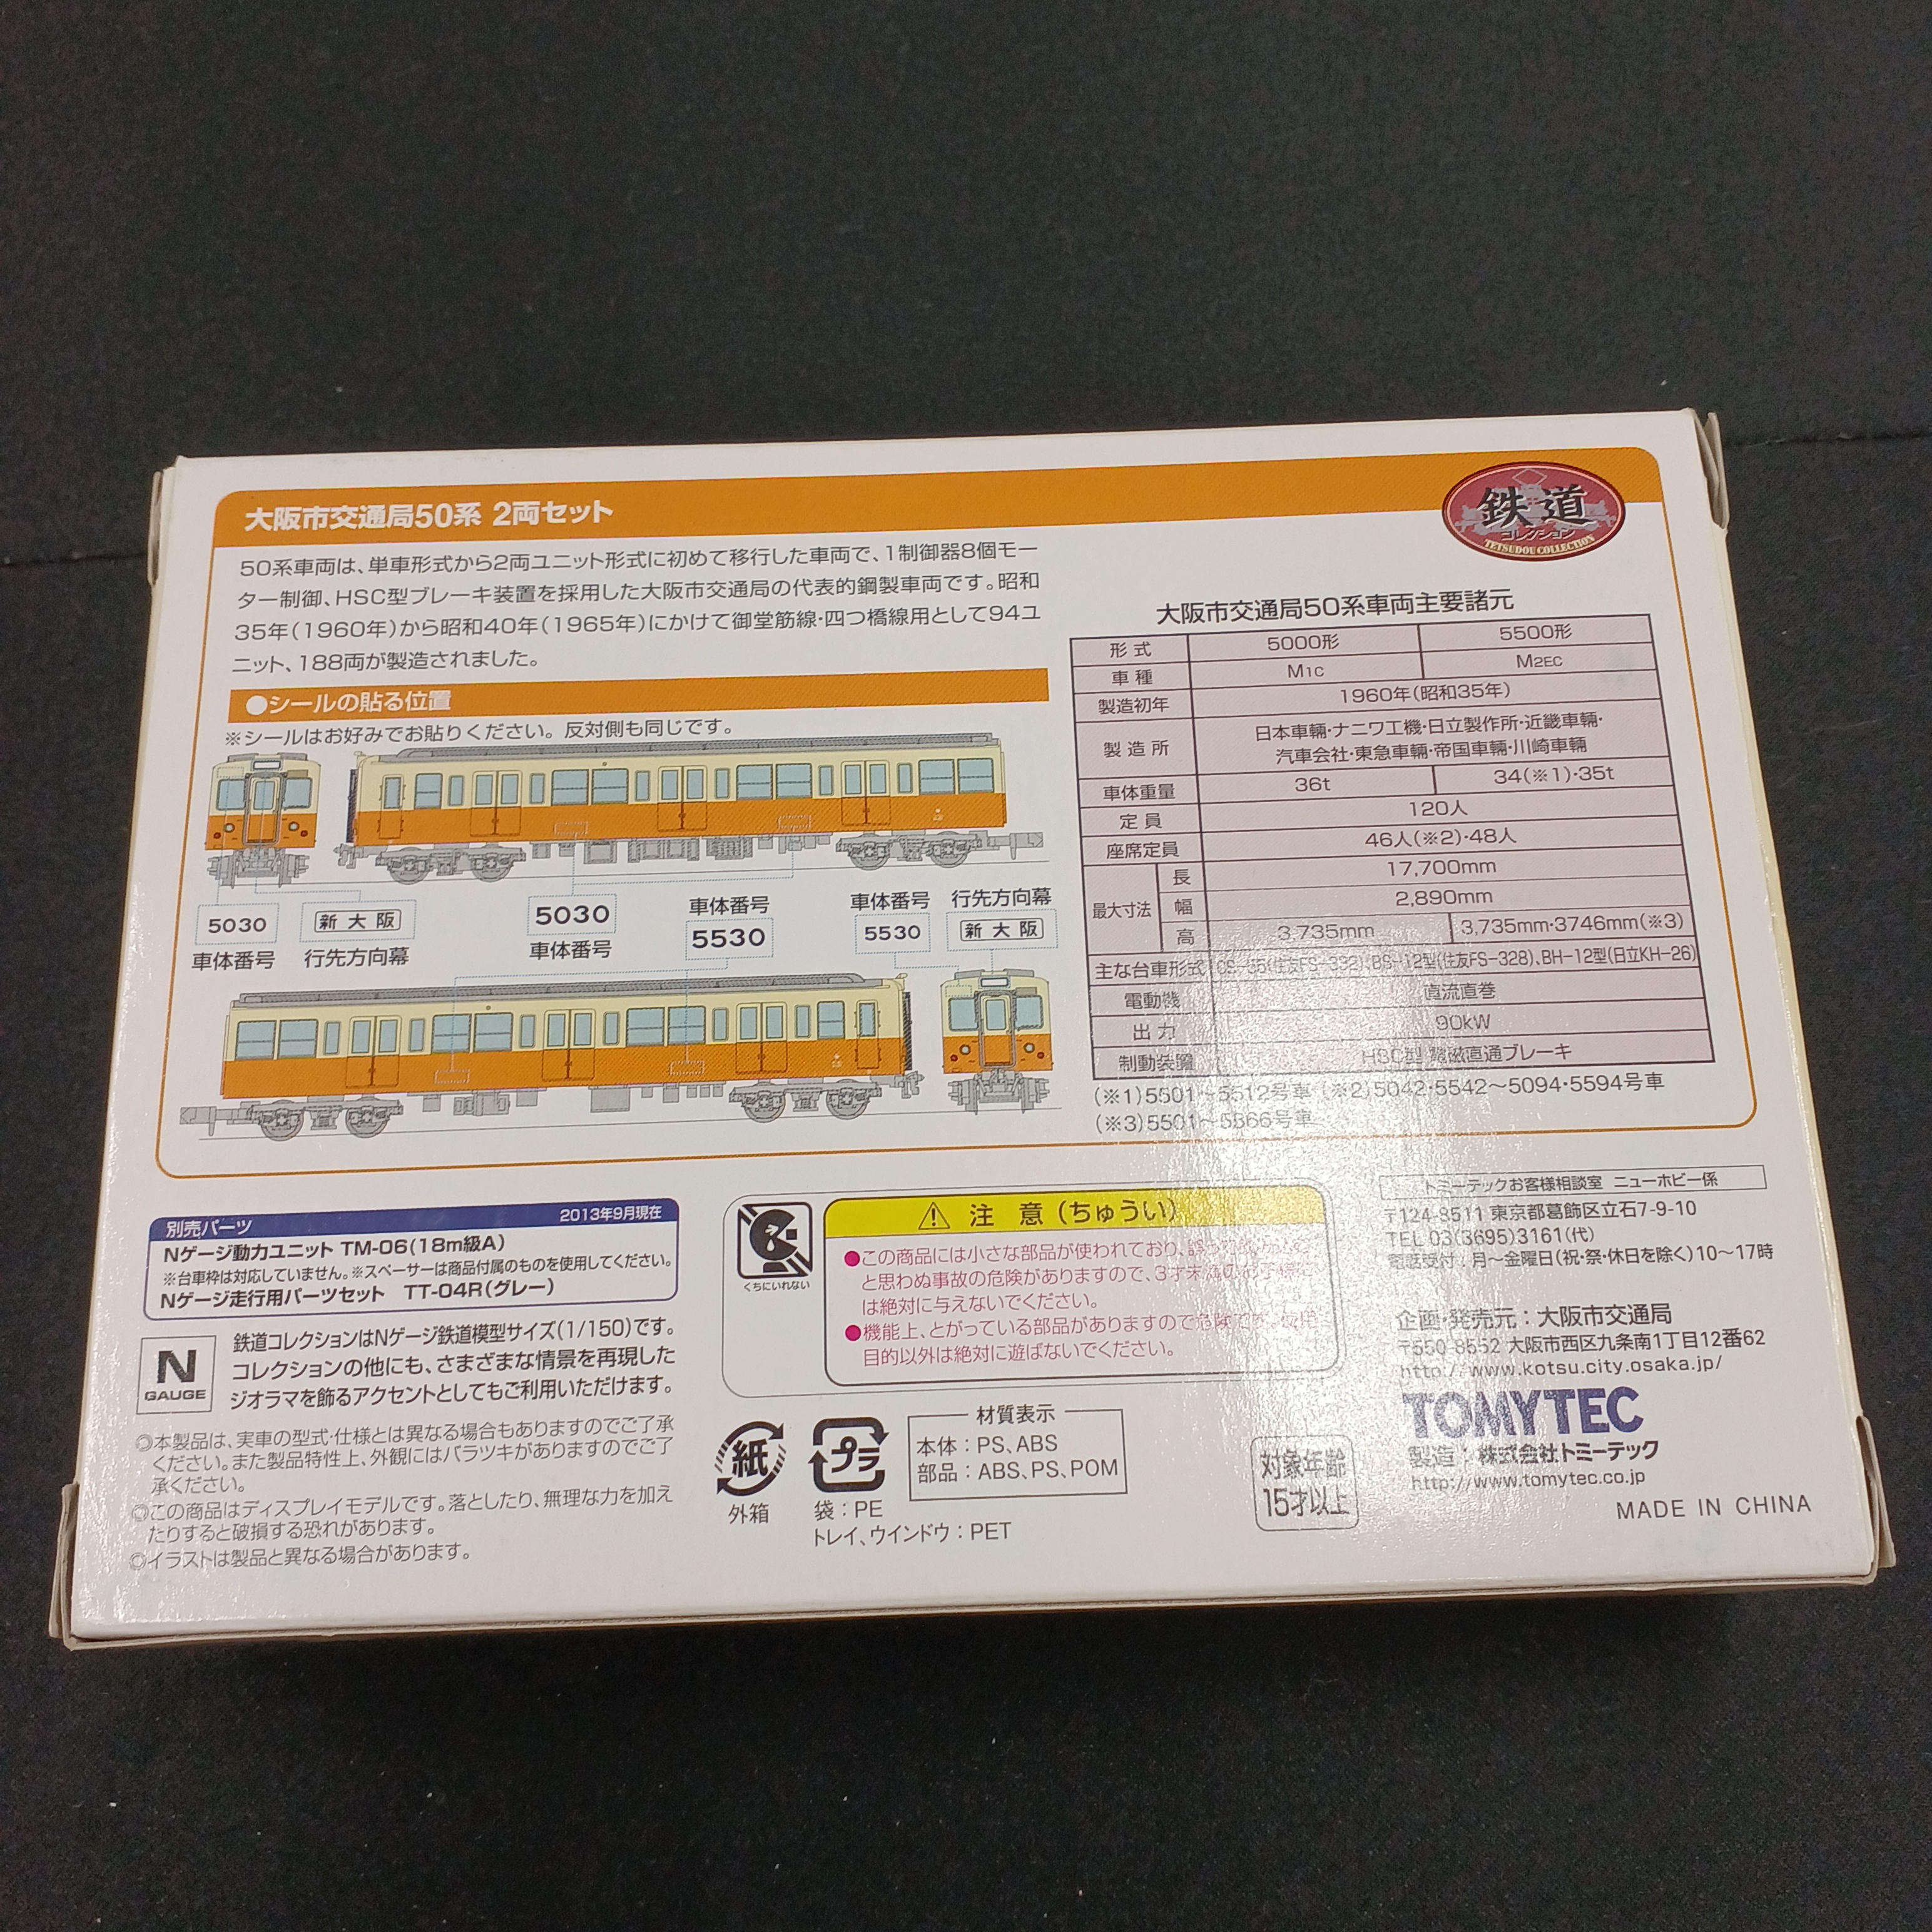 大阪市交通局50系 2両セット
鉄道
コレクション
TETSUDOU COLLECTION
50系車両は、単車形式から2両ユニット形式に初めて移行した車両で、1制御器8個モー
ター制御、HSC型ブレーキ装置を採用した大阪市交通局の代表的鋼製車両です。昭和
35年(1960年)から昭和40年(1965年)にかけて御堂筋線・四つ橋線用として94ユ
ニット、188両が製造されました。
●シールの貼る位置
※シールはお好みでお貼りください。反対側も同じです。
5030
車体番号
新大阪
行先方向幕
5030
車体番号
車体番号
5530
車体番号
5530
行先方向幕
新大阪
大阪市交通局50系車両主要諸元
形式 5000形 5500形
車種 M1C M2EC
製造初年 1960年(昭和35年)
製造所 日本車輛・ナニワ工機・日立製作所・近畿車輛・
汽車会社・東急車輛・帝国車輛・川崎車輛
車体重量 36t 34(※1)・35t
定員 120人
座席定員 46人(※2)・48人
最大寸法 長 17,700mm
幅 2,890mm
高 3,735mm 3,735mm・3746mm(※3)
主な台車形式 (住友FS-328)、BH-12型(日立KH-26)
電動機 直流直巻
出力 90kW
制動装置 HSC型 電磁直通ブレーキ
(※1)5501〜5512号車 (※2)5042・5542〜5094・5594号車
(※3)5501〜5566号車
別売パーツ 2013年9月現在
Nゲージ動力ユニット TM-06(18m級A)
※台車枠は対応していません。※スペーサーは商品付属のものを使用してください。
Nゲージ走行用パーツセット TT-04R(グレー)
N
GAUGE
鉄道コレクションはNゲージ鉄道模型サイズ(1/150)です。
コレクションの他にも、さまざまな情景を再現した
ジオラマを飾るアクセントとしてもご利用いただけます。
◎本製品は、実車の型式・仕様とは異なる場合もありますのでご了承
ください。また製品特性上、外観にはバラツキがありますのでご了
承ください。
◎この商品はディスプレイモデルです。落としたり、無理な力を加え
たりすると破損する恐れがあります。
◎イラストは製品と異なる場合があります。
くちにいれない
注 意(ちゅうい)
●この商品には小さな部品が使われており、
と思わぬ事故の危険がありますので、3才未満の
は絶対に与えないでください。
●機能上、とがっている部品がありますので危険です。使用
目的以外は絶対に遊ばないでください。
紙
外箱
プラ
袋:PE
トレイ、ウインドウ:PET
材質表示
本体:PS、ABS
部品:ABS、PS、POM
対象年齢
15才以上
トミーテックお客様相談室 ニューホビー係
〒124-8511 東京都葛飾区立石7-9-10
TEL 03(3695)3161(代)
電話受付:月〜金曜日(祝・祭・休日を除く)10〜17時
企画・発売元:大阪市交通局
〒550-8552 大阪市西区九条南1丁目12番62
http://www.kotsu.city.osaka.jp/
TOMYTEC
製造:株式会社トミーテック
http://www.tomytec.co.jp
MADE IN CHINA